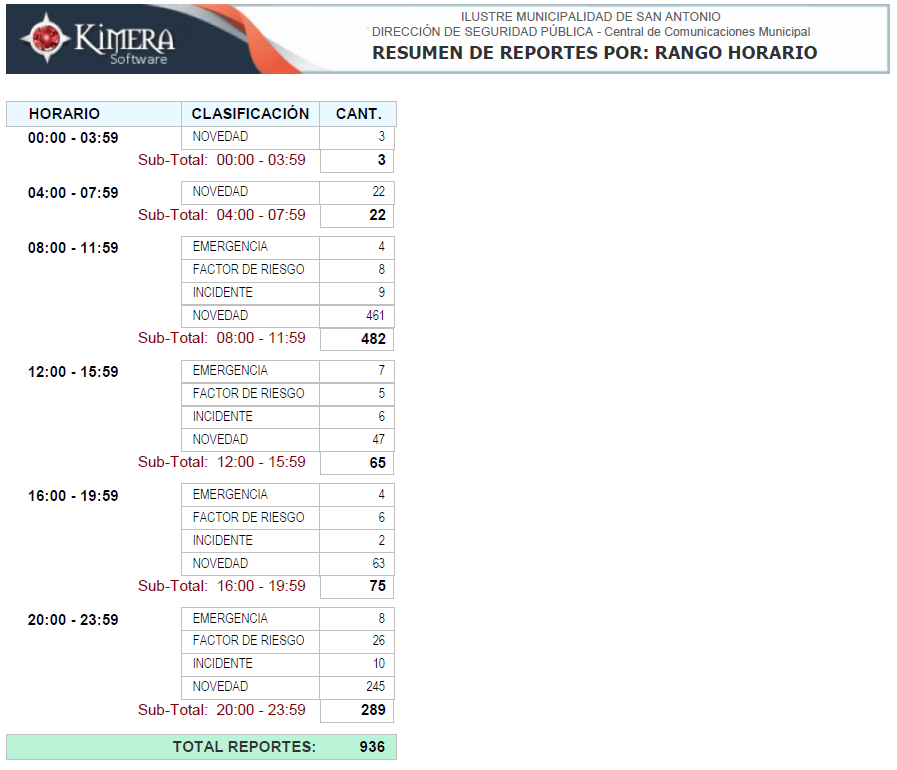 KiMERA
Software
ILUSTRE MUNICIPALIDAD DE SAN ANTONIO
DIRECCIÓN DE SEGURIDAD PÚBLICA - Central de Comunicaciones Municipal
RESUMEN DE REPORTES POR: RANGO HORARIO
HORARIO CLASIFICACIÓN CANT.
00:00 - 03:59 NOVEDAD 3
Sub-Total: 00:00 - 03:59 3
04:00 - 07:59 NOVEDAD 22
Sub-Total: 04:00 - 07:59 22
08:00 - 11:59 EMERGENCIA 4
FACTOR DE RIESGO 8
INCIDENTE 9
NOVEDAD 461
Sub-Total: 08:00 - 11:59 482
12:00 - 15:59 EMERGENCIA 7
FACTOR DE RIESGO 5
INCIDENTE 6
NOVEDAD 47
Sub-Total: 12:00 - 15:59 65
16:00 - 19:59 EMERGENCIA 4
FACTOR DE RIESGO 6
INCIDENTE 2
NOVEDAD 63
Sub-Total: 16:00 - 19:59 75
20:00 - 23:59 EMERGENCIA 8
FACTOR DE RIESGO 26
INCIDENTE 10
NOVEDAD 245
Sub-Total: 20:00 - 23:59 289
TOTAL REPORTES: 936